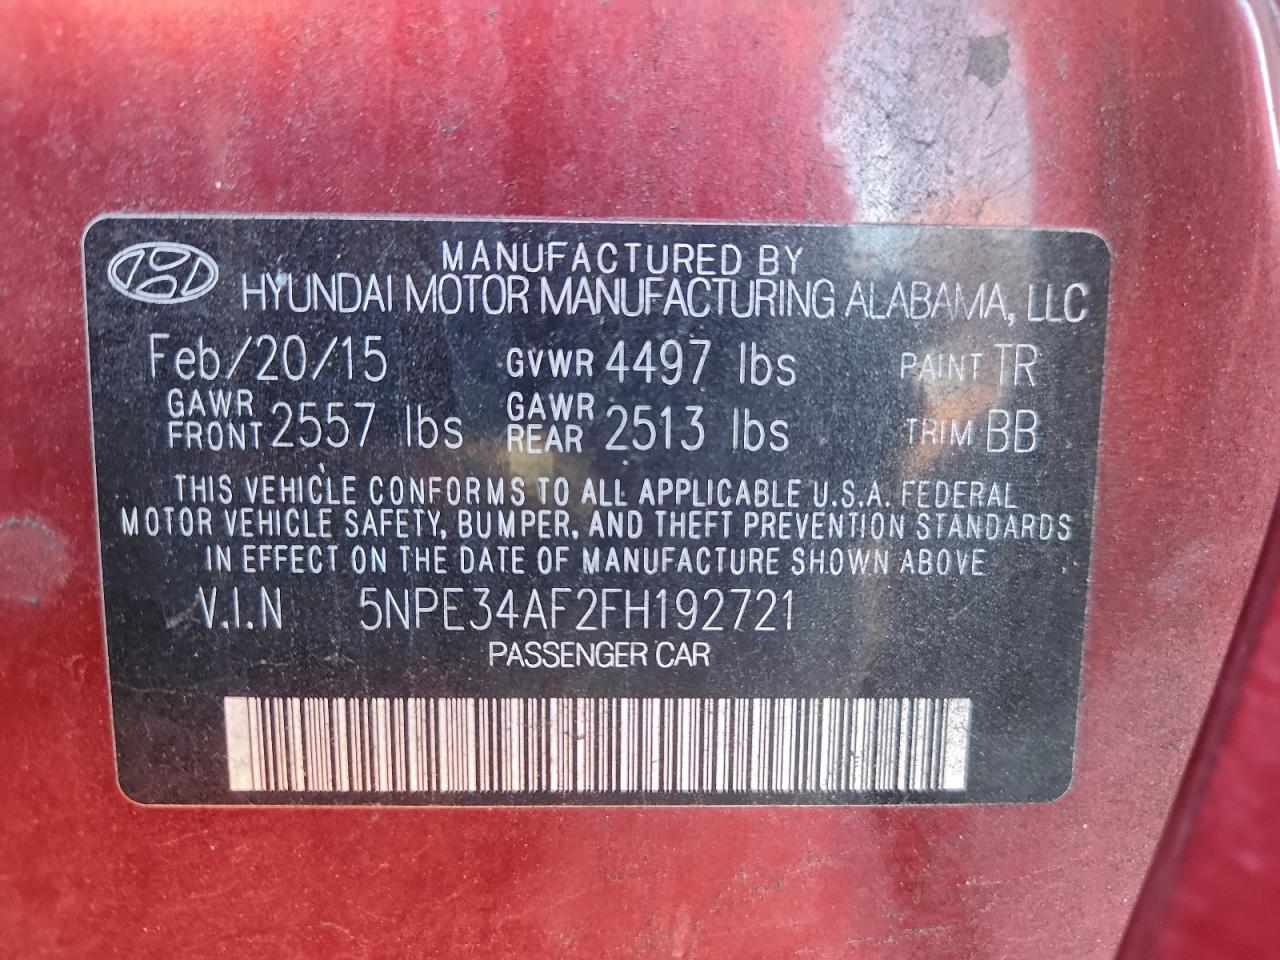 MANUFACTURED BY
HYUNDAI MOTOR MANUFACTURING ALABAMA, LLC
Feb/20/15 GVWR 4497 lbs PAINT TR
GAWR FRONT 2557 lbs GAWR REAR 2513 lbs TRIM BB
THIS VEHICLE CONFORMS TO ALL APPLICABLE U.S.A. FEDERAL
MOTOR VEHICLE SAFETY, BUMPER, AND THEFT PREVENTION STANDARDS
IN EFFECT ON THE DATE OF MANUFACTURE SHOWN ABOVE
V.I.N 5NPE34AF2FH192721
PASSENGER CAR